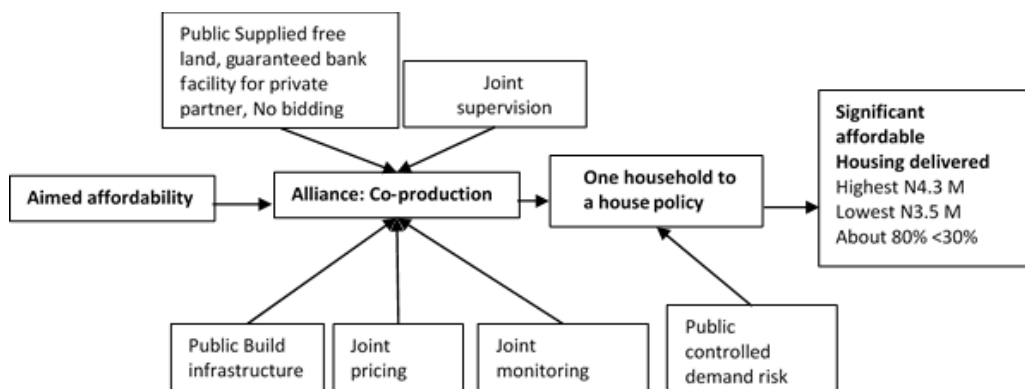 Public Supplied free
land, guaranteed bank
facility for private
partner, No bidding
Joint
supervision
Significant
affordable
Housing delivered
Highest N4.3 M
Lowest N3.5 M
About 80% <30%
Aimed affordability
Alliance: Co-production
One household to
a house policy
Public Build
infrastructure
Joint
pricing
Joint
monitoring
Public
controlled
demand risk